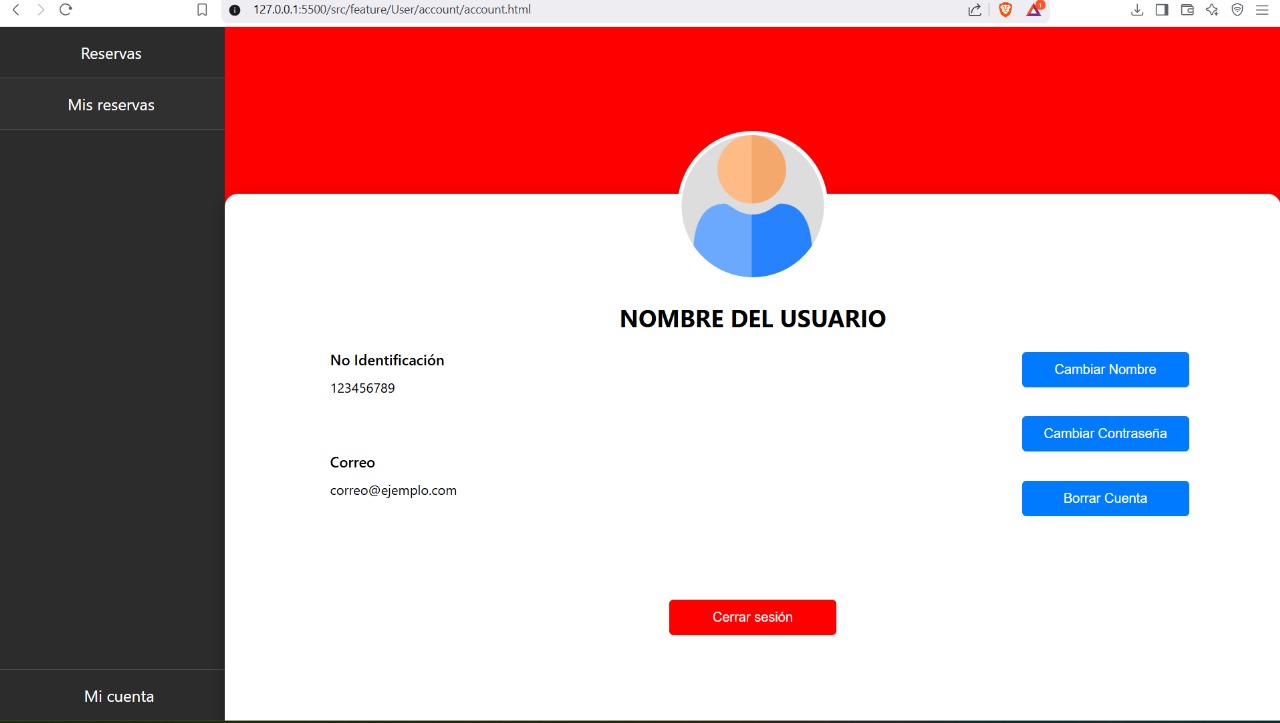 127.0.0.1:5500/src/feature/User/account/account.html
1
Reservas
Mis reservas
NOMBRE DEL USUARIO
No Identificación
123456789
Cambiar Nombre
Cambiar Contraseña
Correo
correo@ejemplo.com
Borrar Cuenta
Cerrar sesión
Mi cuenta